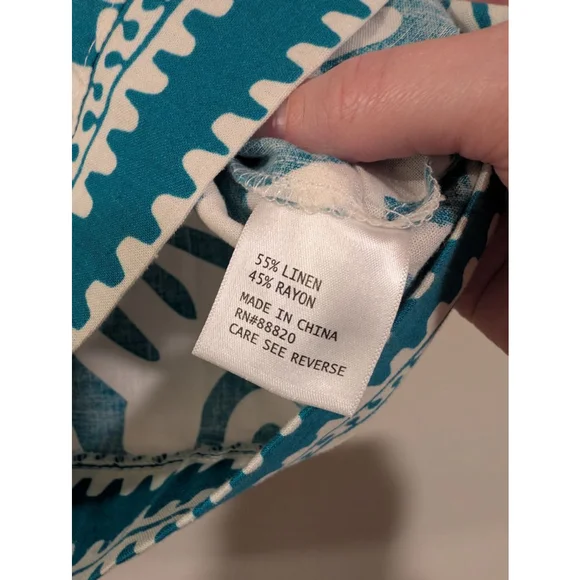 55% LINEN
45% RAYON
MADE IN CHINA
RN#88820
CARE SEE REVERSE